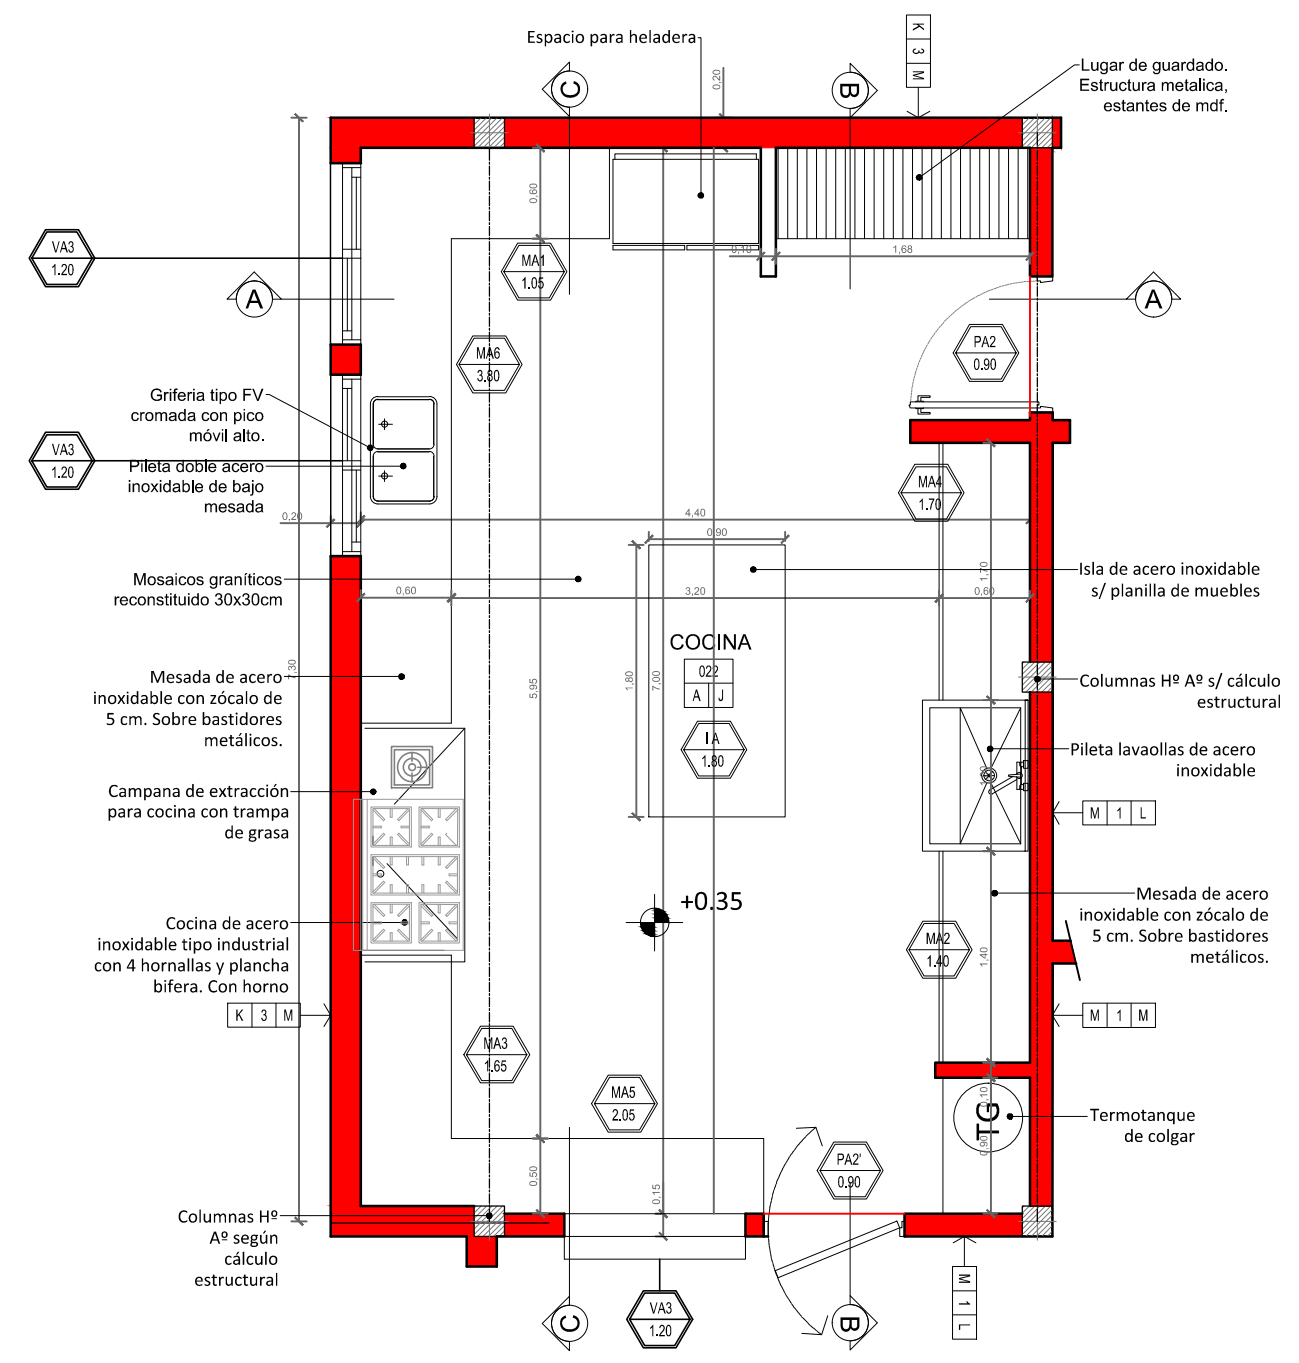 Espacio para heladera
Lugar de guardado.
Estructura metalica,
estantes de mdf.
K 3 M
C
B
0,20
0,60
0,10
1,68
VA3
1.20
MA1
1.05
A
A
PA2
0.90
MA6
3.80
Griferia tipo FV
cromada con pico
móvil alto.
VA3
1.20
Pileta doble acero
inoxidable de bajo
mesada
MA4
1.70
0,20
4,40
0,90
Mosaicos graníticos
reconstituido 30x30cm
Isla de acero inoxidable
s/ planilla de muebles
1,70
0,60
3,20
0,60
COCINA
022
A J
IA
1.80
1,80
7,00
5,95
7,30
Mesada de acero
inoxidable con zócalo de
5 cm. Sobre bastidores
metálicos.
Columnas Hº Aº s/ cálculo
estructural
Pileta lavaollas de acero
inoxidable
Campana de extracción
para cocina con trampa
de grasa
M 1 L
+0.35
Cocina de acero
inoxidable tipo industrial
con 4 hornallas y plancha
bifera. Con horno
Mesada de acero
inoxidable con zócalo de
5 cm. Sobre bastidores
metálicos.
MA2
1.40
1,40
K 3 M
M 1 M
MA3
1.65
MA5
2.05
0,10
TG
0,90
Termotanque
de colgar
PA2'
0.90
0,50
0,15
Columnas Hº
Aº según
cálculo
estructural
M 1 L
C
VA3
1.20
B